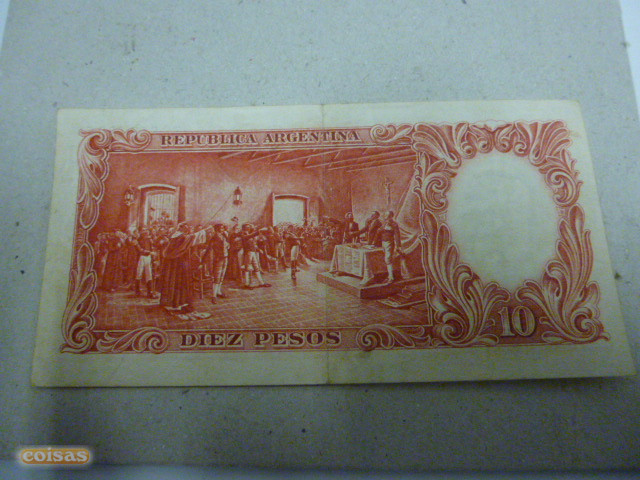 REPUBLICA ARGENTINA
DIEZ PESOS
10
coisas